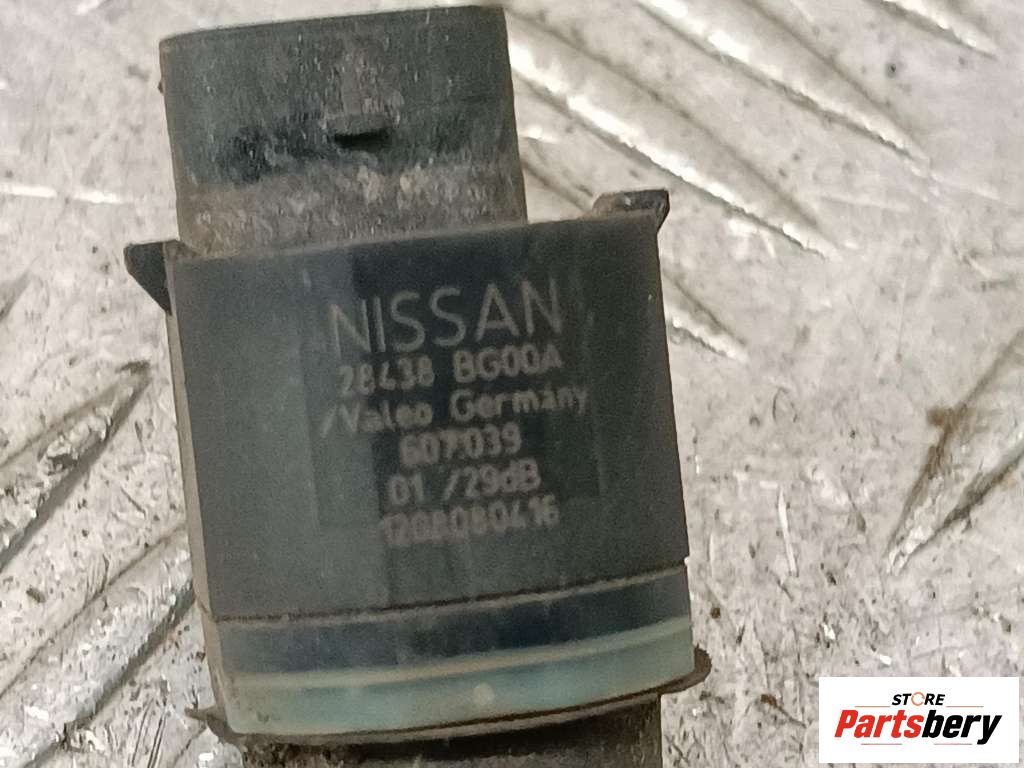 NISSAN
28438 BG00A
Valeo Germany
607039
01 /29dB
1208080416
STORE
Partsbery